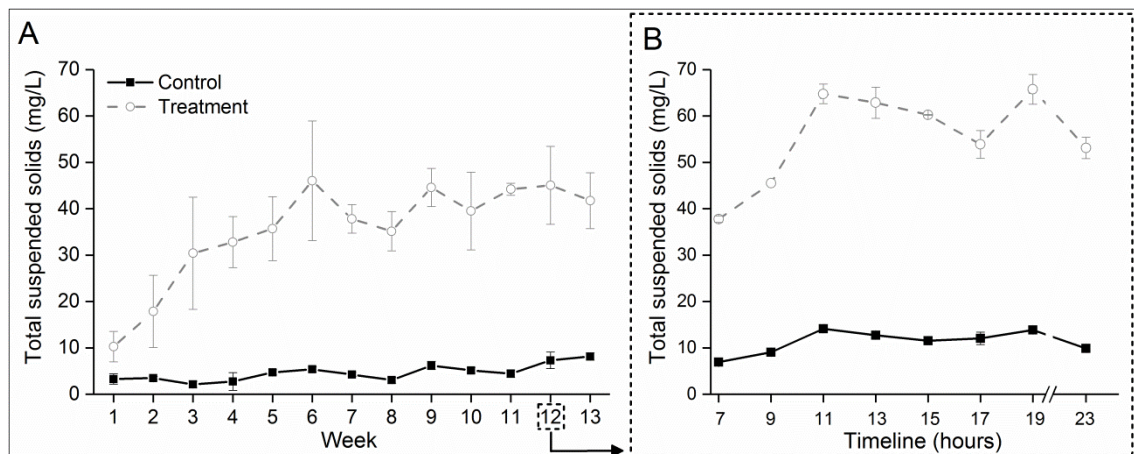 A
Total suspended solids (mg/L)
70
60
50
40
30
20
10
0
Control
Treatment
1 2 3 4 5 6 7 8 9 10 11 12 13
Week
B
Total suspended solids (mg/L)
70
60
50
40
30
20
10
0
7 9 11 13 15 17 19 // 23
Timeline (hours)